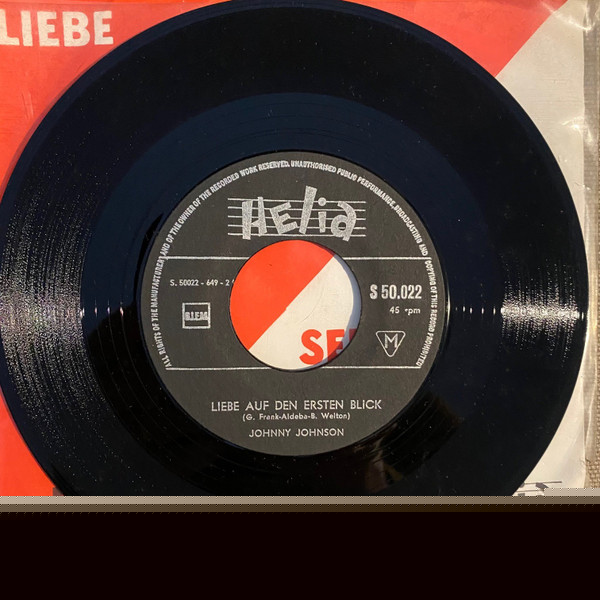 LIEBE
ALL RIGHTS OF THE MANUFACTURER AND OF THE OWNER OF THE RECORDED WORK RESERVED. UNAUTHORISED PUBLIC PERFORMANCE, BROADCASTING AND COPYING OF THIS RECORD PROHIBITED
Helia
S. 50022 - 649 - 2
S 50.022
45 rpm
B.I.E.M.
M
SE
LIEBE AUF DEN ERSTEN BLICK
(G. Frank-Aldeba-B. Welton)
JOHNNY JOHNSON